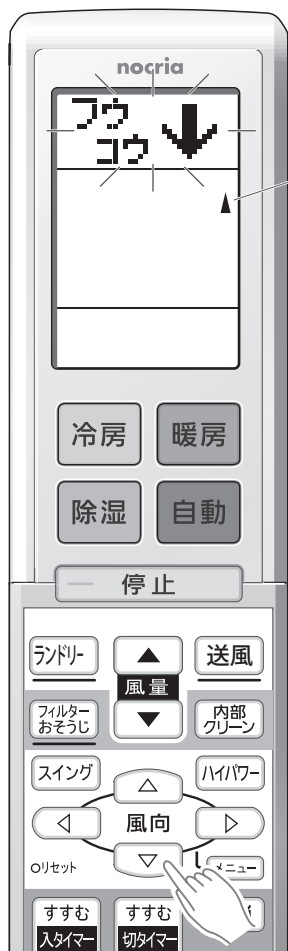 nocria
フウ
コウ
冷房
暖房
除湿
自動
停止
ランドリー
風量
送風
フィルター
おそうじ
内部
クリーン
スイング
ハイパワー
風向
リセット
メニュー
すすむ
すすむ
入タイマー
切タイマー